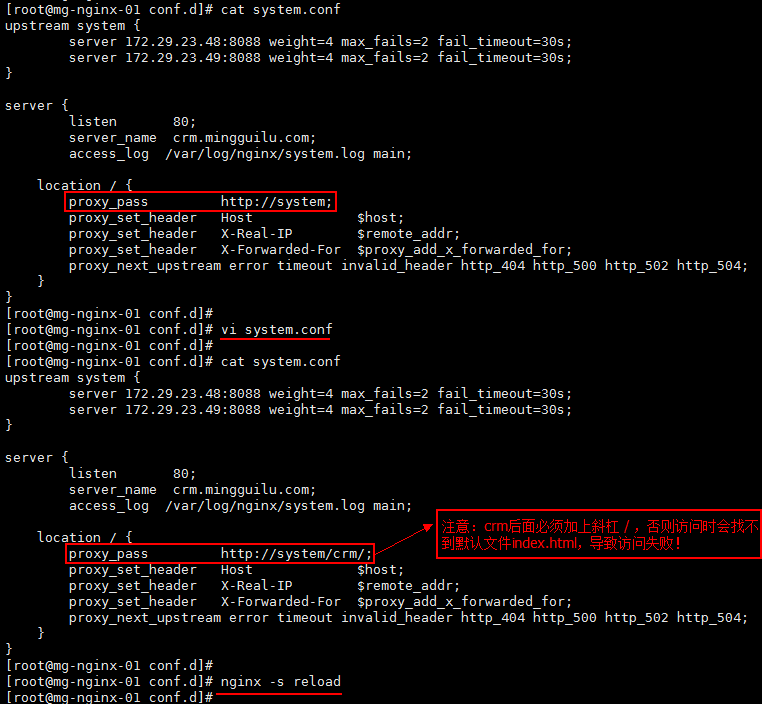 [root@mg-nginx-01 conf.d]# cat system.conf
upstream system {
        server 172.29.23.48:8088 weight=4 max_fails=2 fail_timeout=30s;
        server 172.29.23.49:8088 weight=4 max_fails=2 fail_timeout=30s;
}

server {
        listen       80;
        server_name  crm.mingguilu.com;
        access_log  /var/log/nginx/system.log main;

    location / {
        proxy_pass         http://system;
        proxy_set_header   Host             $host;
        proxy_set_header   X-Real-IP        $remote_addr;
        proxy_set_header   X-Forwarded-For  $proxy_add_x_forwarded_for;
        proxy_next_upstream error timeout invalid_header http_404 http_500 http_502 http_504;
    }
}
[root@mg-nginx-01 conf.d]#
[root@mg-nginx-01 conf.d]# vi system.conf
[root@mg-nginx-01 conf.d]#
[root@mg-nginx-01 conf.d]# cat system.conf
upstream system {
        server 172.29.23.48:8088 weight=4 max_fails=2 fail_timeout=30s;
        server 172.29.23.49:8088 weight=4 max_fails=2 fail_timeout=30s;
}

server {
        listen       80;
        server_name  crm.mingguilu.com;
        access_log  /var/log/nginx/system.log main;

    location / {
        proxy_pass         http://system/crm/;
注意：crm后面必须加上斜杠 / ，否则访问时会找不
到默认文件index.html，导致访问失败！
        proxy_set_header   Host             $host;
        proxy_set_header   X-Real-IP        $remote_addr;
        proxy_set_header   X-Forwarded-For  $proxy_add_x_forwarded_for;
        proxy_next_upstream error timeout invalid_header http_404 http_500 http_502 http_504;
    }
}
[root@mg-nginx-01 conf.d]#
[root@mg-nginx-01 conf.d]# nginx -s reload
[root@mg-nginx-01 conf.d]#